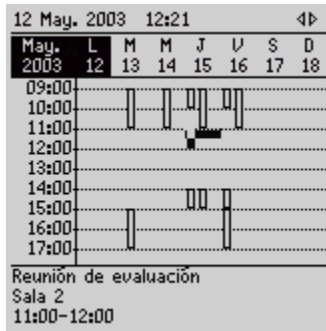 12 May. 2003 12:21
May. L M M J V S D
2003 12 13 14 15 16 17 18
09:00
10:00
11:00
12:00
13:00
14:00
15:00
16:00
17:00
Reunión de evaluación
Sala 2
11:00-12:00